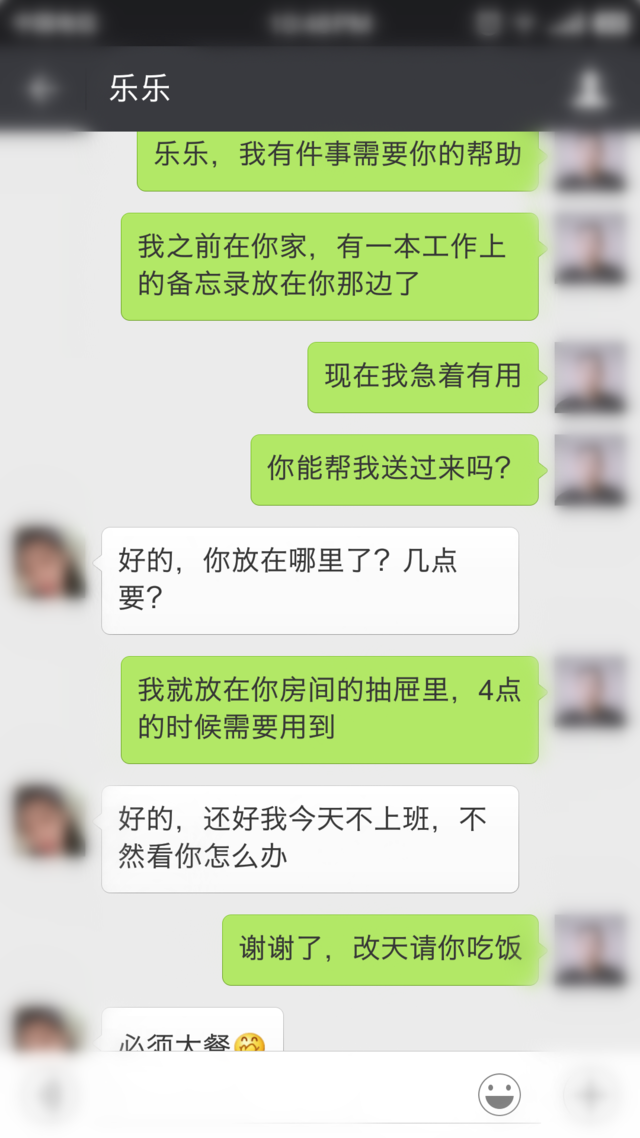 乐乐
乐乐，我有件事需要你的帮助
我之前在你家，有一本工作上
的备忘录放在你那边了
现在我急着有用
你能帮我送过来吗？
好的，你放在哪里了？几点
要？
我就放在你房间的抽屉里，4点
的时候需要用到
好的，还好我今天不上班，不
然看你怎么办
谢谢了，改天请你吃饭
必须大餐